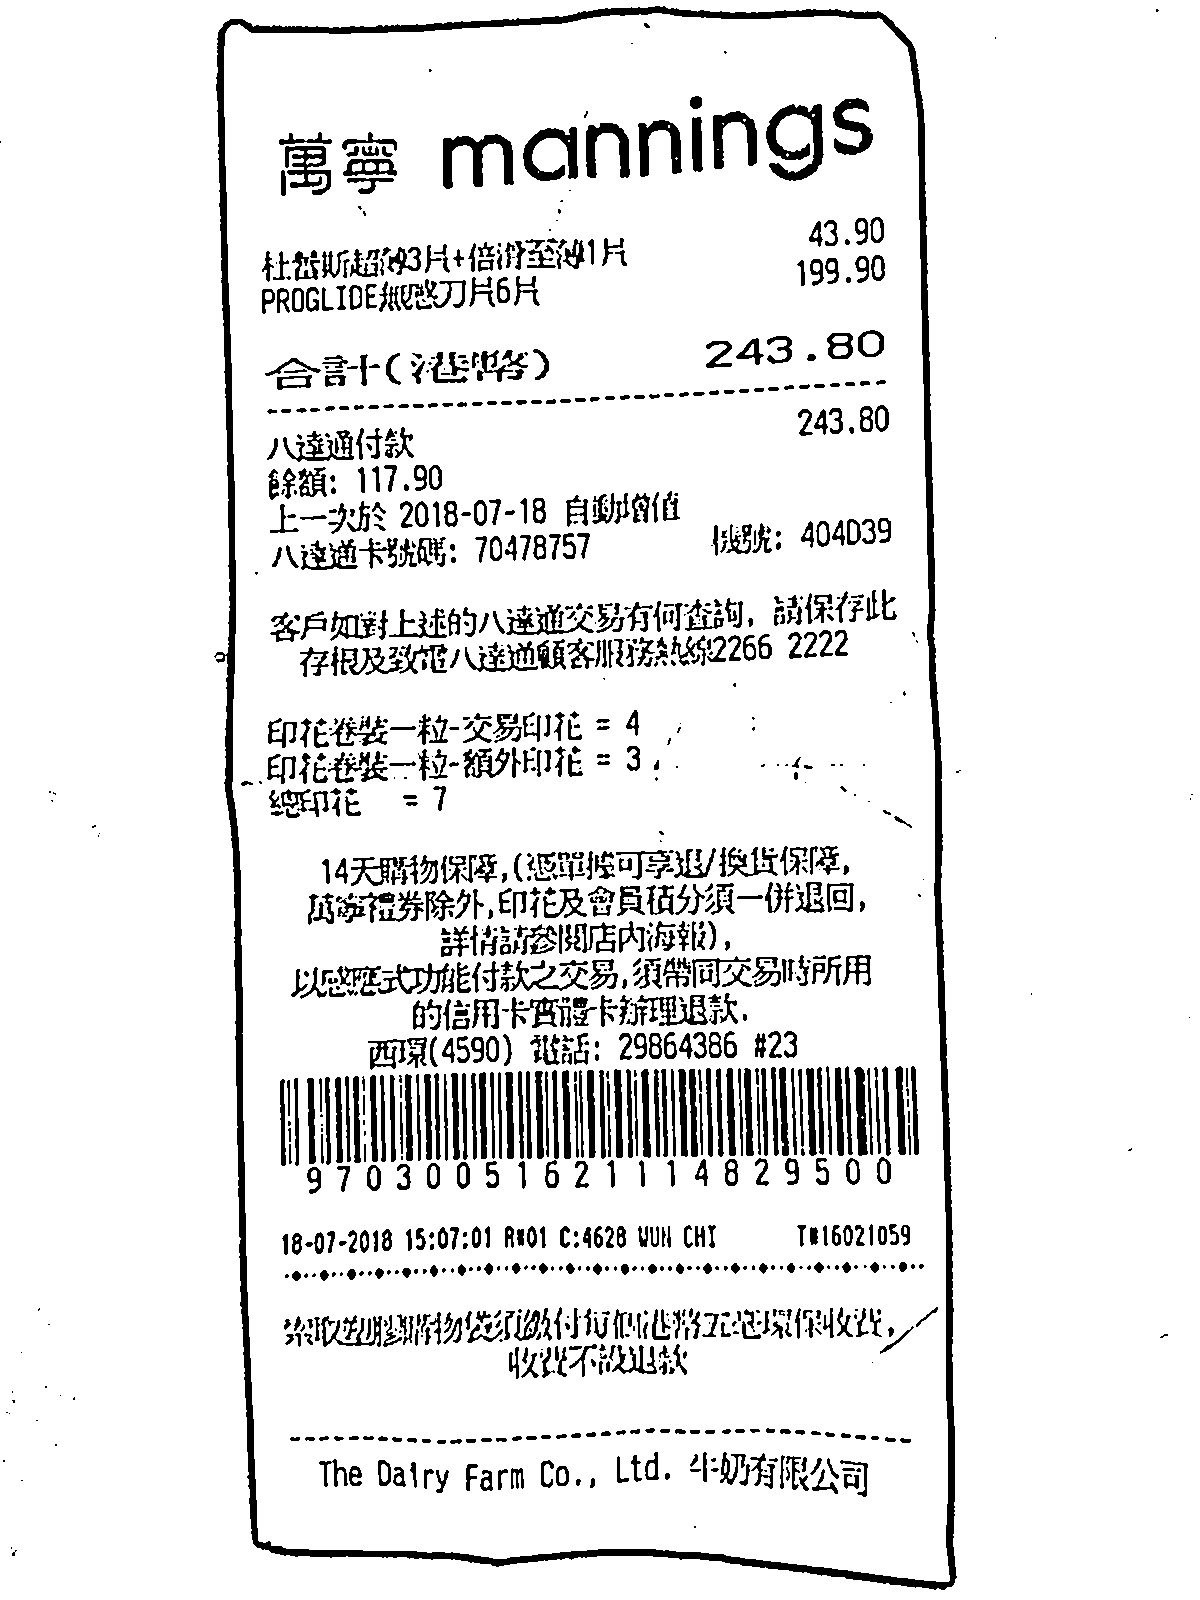 萬寧 mannings
杜蕾斯超薄3片+倍滑至薄1片 43.90
PROGLIDE無感刀片6片 199.90
合計(港幣) 243.80
八達通付款 243.80
餘額: 117.90
上一次於 2018-07-18 自動增值
八達通卡號碼: 70478757 機號: 404D39
客戶如對上述的八達通交易有何查詢, 請保存此
存根及致電八達通顧客服務熱線2266 2222
印花卷裝一粒-交易印花 = 4
印花卷裝一粒-額外印花 = 3
總印花 = 7
14天購物保障,(憑單據可享退/換貨保障,
萬寧禮券除外,印花及會員積分須一併退回,
詳情請參閱店內海報),
以感應式功能付款之交易,須帶同交易時所用
的信用卡實體卡辦理退款.
西環(4590) 電話: 29864386 #23
97030051621114829500
18-07-2018 15:07:01 R#01 C:4628 WUN CHI T#16021059
索取塑膠購物袋須繳付每個港幣五毫環保收費,
收費不設退款
The Dairy Farm Co., Ltd. 牛奶有限公司